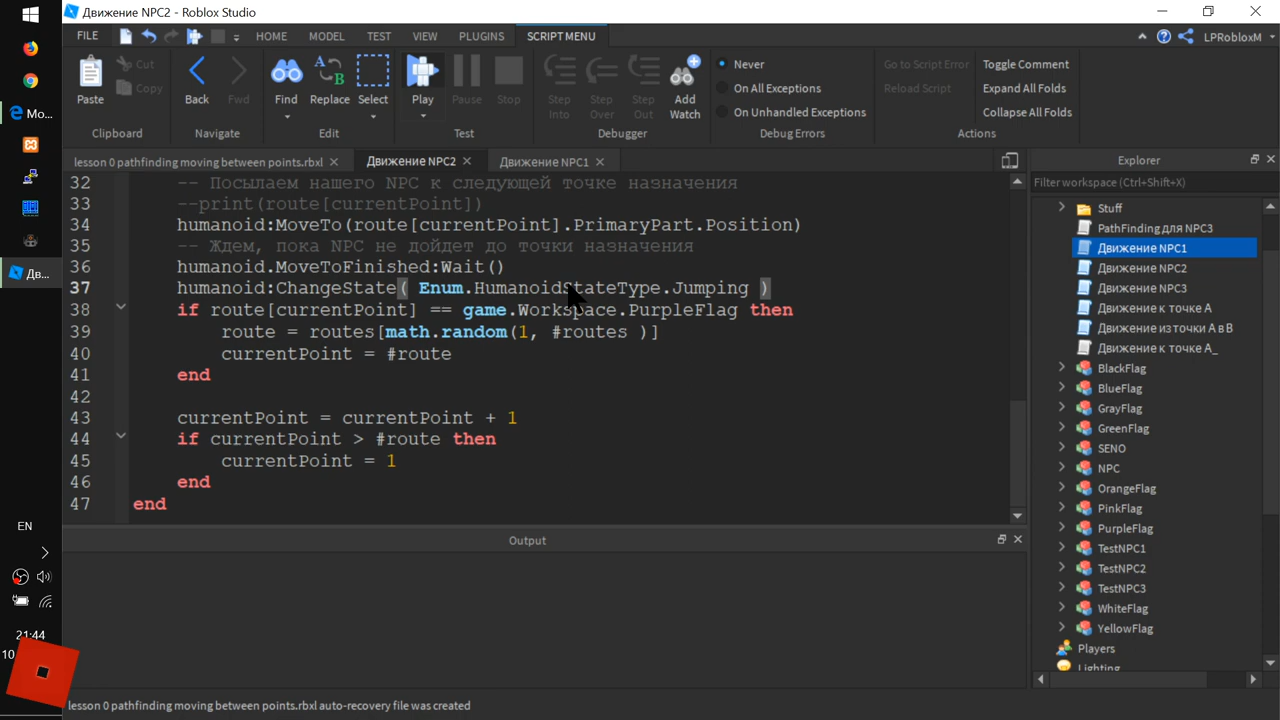 Движение NPC2 - Roblox Studio
FILE
HOME
MODEL
TEST
VIEW
PLUGINS
SCRIPT MENU
LPRobloxM
Paste
Cut
Copy
Back
Fwd
Find
Replace
Select
Play
Pause
Stop
Step Into
Step Over
Step Out
Add Watch
Never
On All Exceptions
On Unhandled Exceptions
Go to Script Error
Reload Script
Toggle Comment
Expand All Folds
Collapse All Folds
Clipboard
Navigate
Edit
Test
Debugger
Debug Errors
Actions
lesson 0 pathfinding moving between points.rbxl
Движение NPC2
Движение NPC1
32 -- Посылаем нашего NPC к следующей точке назначения
33 --print(route[currentPoint])
34 humanoid:MoveTo(route[currentPoint].PrimaryPart.Position)
35 -- Ждем, пока NPC не дойдет до точки назначения
36 humanoid.MoveToFinished:Wait()
37 humanoid:ChangeState( Enum.HumanoidStateType.Jumping )
38 if route[currentPoint] == game.Workspace.PurpleFlag then
39 route = routes[math.random(1, #routes )]
40 currentPoint = #route
41 end
42
43 currentPoint = currentPoint + 1
44 if currentPoint > #route then
45 currentPoint = 1
46 end
47 end
Output
lesson 0 pathfinding moving between points.rbxl auto-recovery file was created
Explorer
Filter workspace (Ctrl+Shift+X)
Stuff
PathFinding для NPC3
Движение NPC1
Движение NPC2
Движение NPC3
Движение к точке А
Движение из точки А в В
Движение к точке А_
BlackFlag
BlueFlag
GrayFlag
GreenFlag
SENO
NPC
OrangeFlag
PinkFlag
PurpleFlag
TestNPC1
TestNPC2
TestNPC3
WhiteFlag
YellowFlag
Players
Lighting
Mo...
Дв...
EN
21:44
10